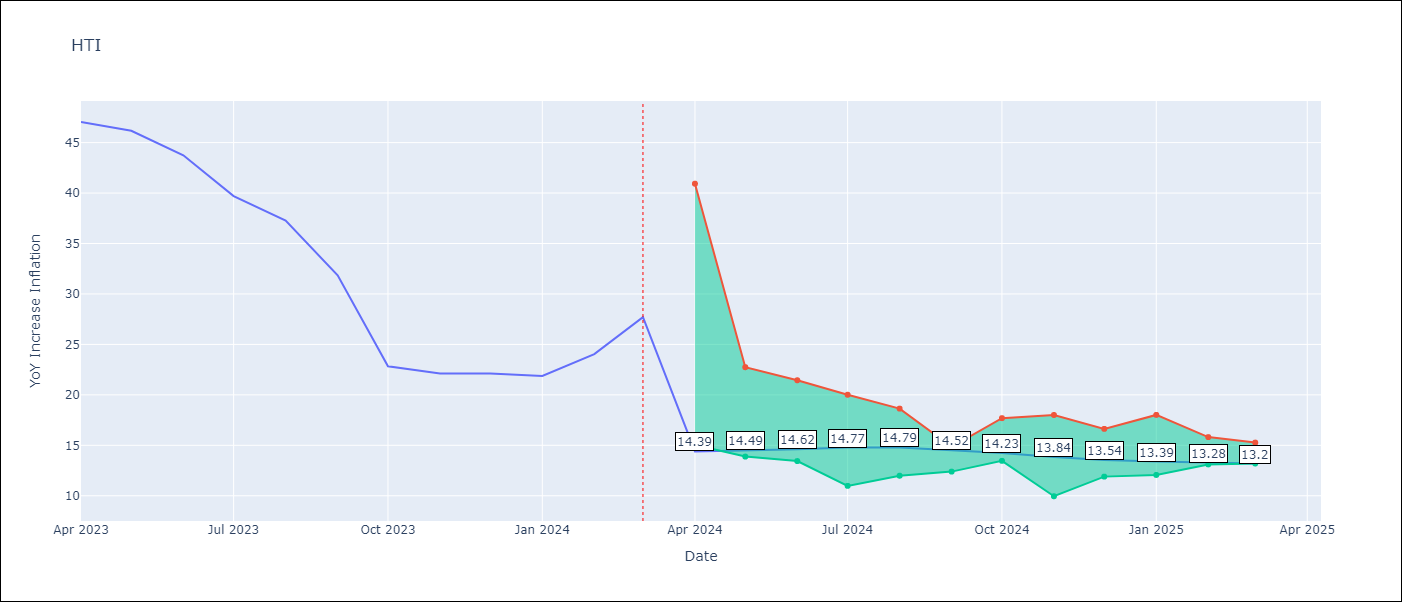 HTI
YoY Increase Inflation
45
40
35
30
25
20
15
10
14.39
14.49
14.62
14.77
14.79
14.52
14.23
13.84
13.54
13.39
13.28
13.2
Apr 2023
Jul 2023
Oct 2023
Jan 2024
Apr 2024
Jul 2024
Oct 2024
Jan 2025
Apr 2025
Date